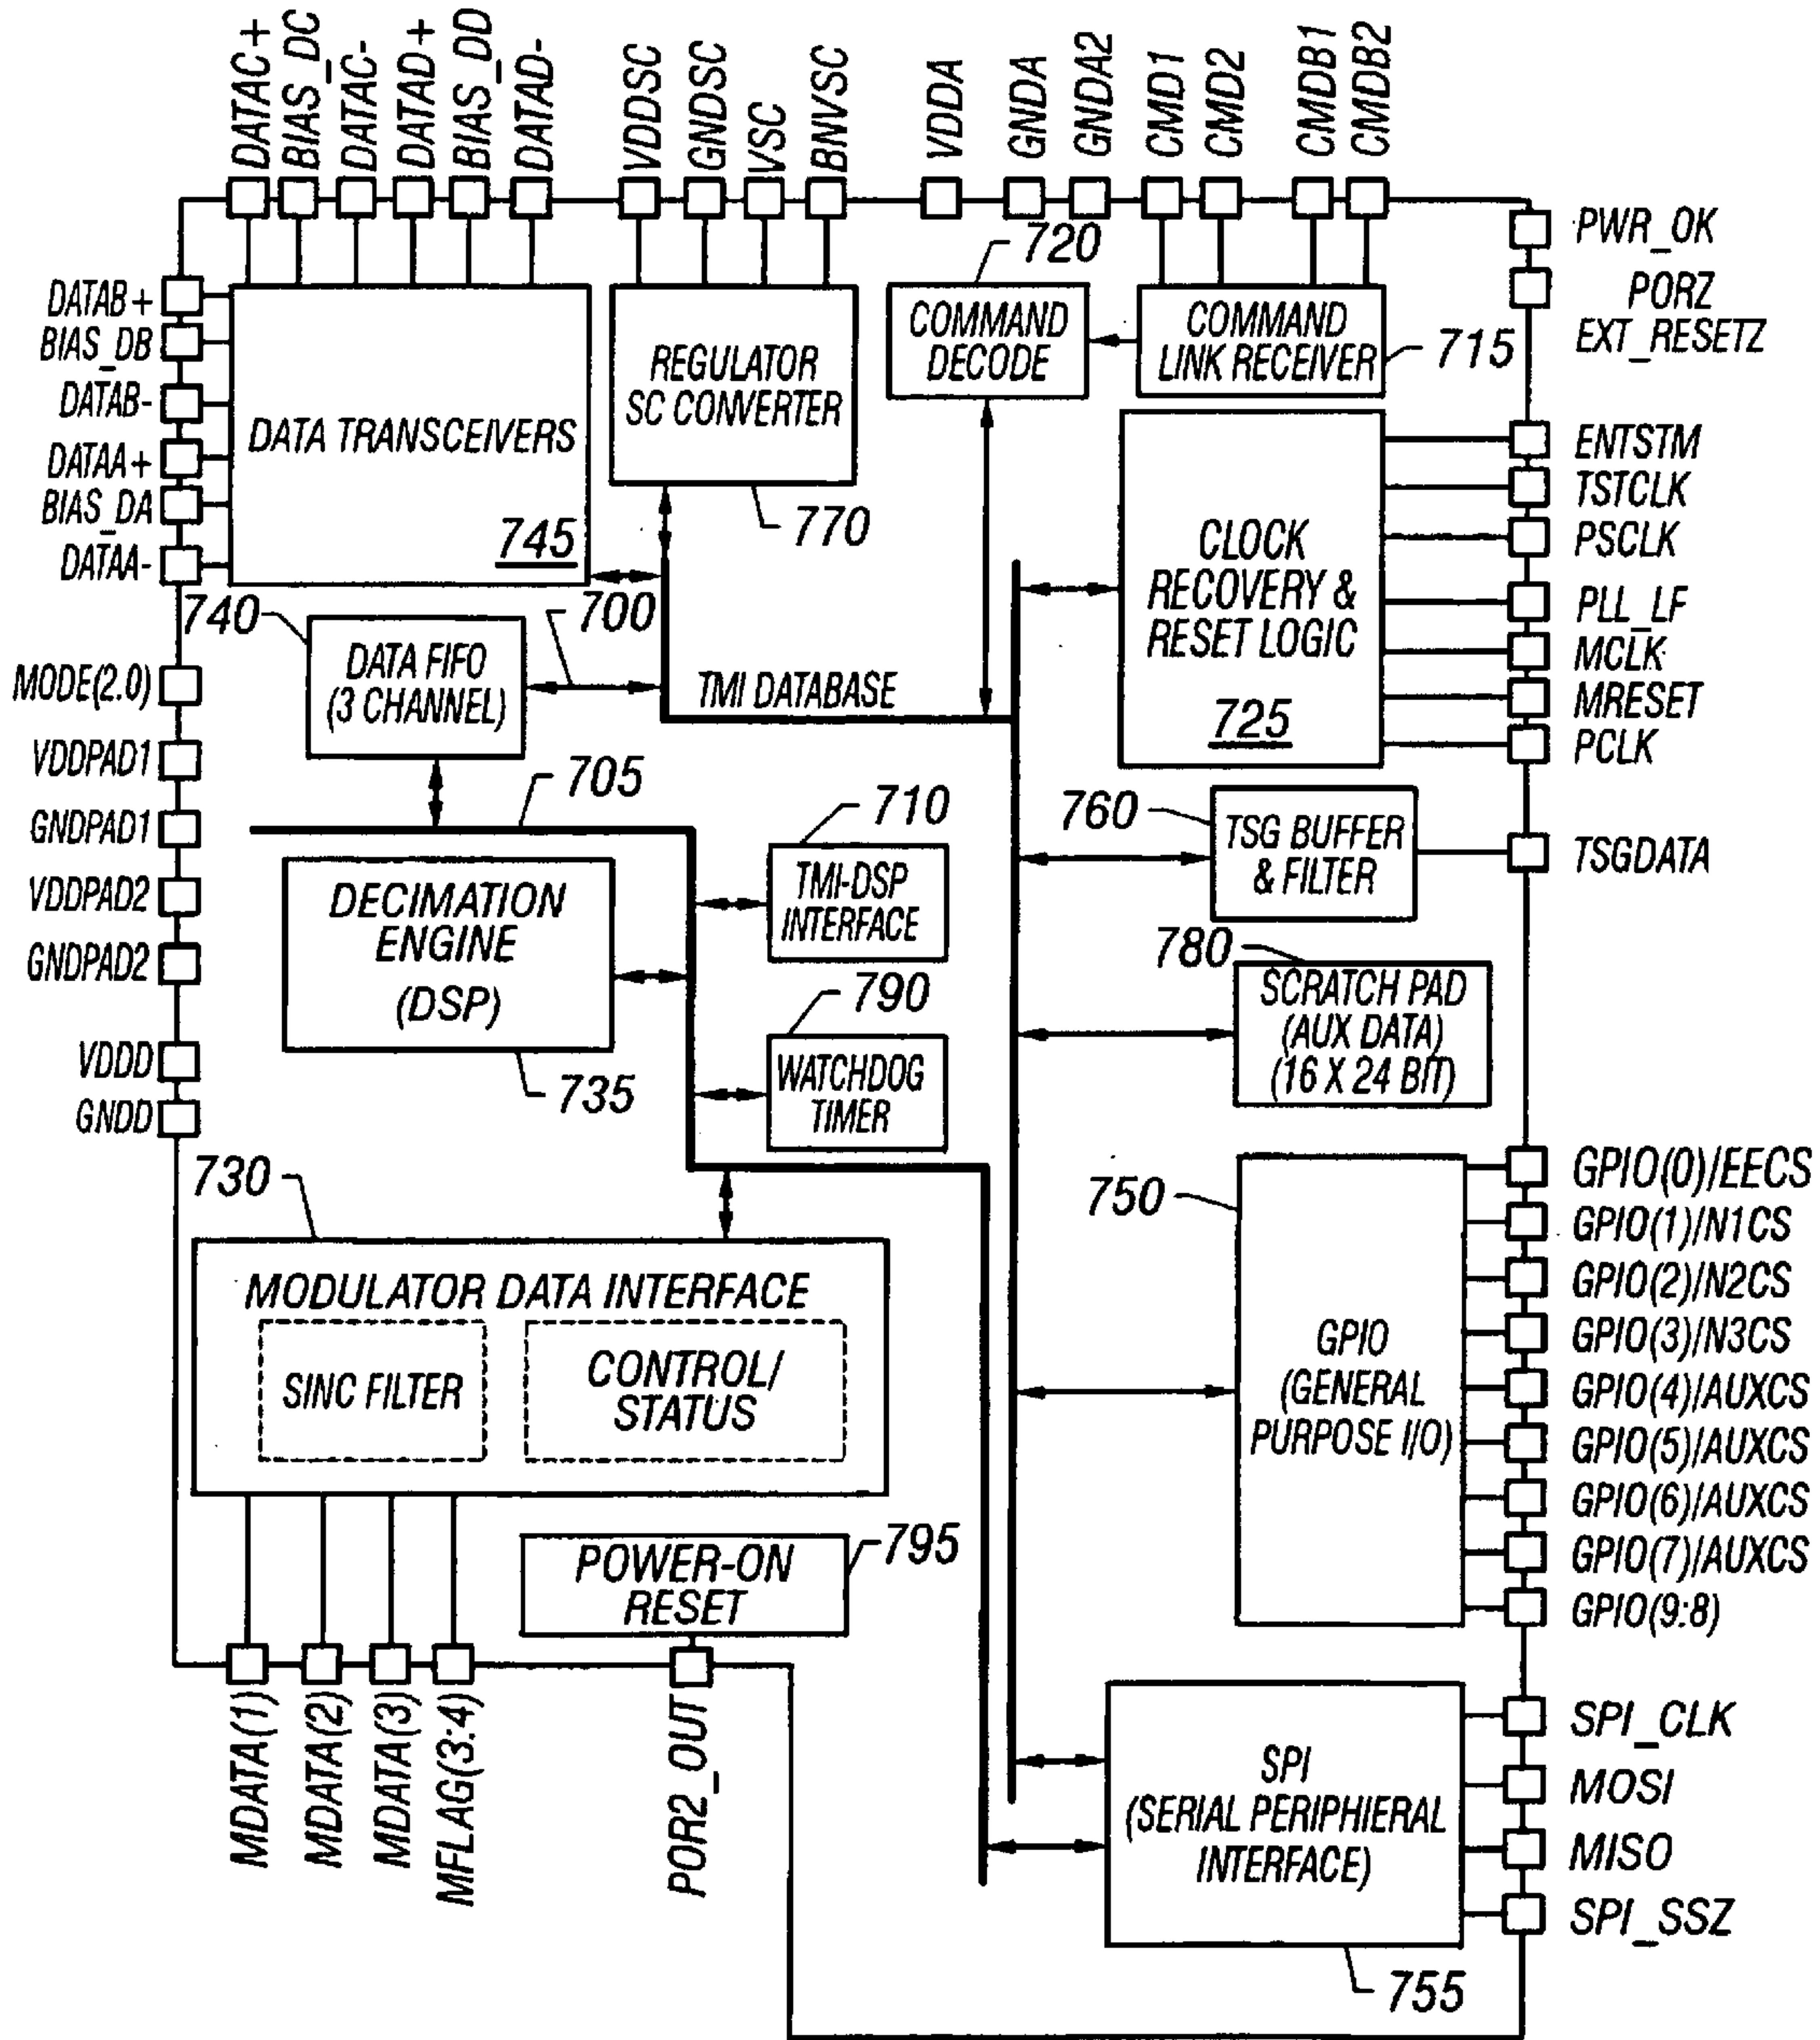 DATAC+
BIAS_DC
DATAC-
DATAD+
BIAS_DD
DATAD-
VDDSC
GNDSC
VSC
BNVSC
VDDA
GNDA
GNDA2
CMD1
CMD2
CMDB1
CMDB2
PWR_OK
PORZ
EXT_RESETZ
ENTSTM
TSTCLK
PSCLK
PLL_LF
MCLK
MRESET
PCLK
TSGDATA
GPIO(0)/EECS
GPIO(1)/N1CS
GPIO(2)/N2CS
GPIO(3)/N3CS
GPIO(4)/AUXCS
GPIO(5)/AUXCS
GPIO(6)/AUXCS
GPIO(7)/AUXCS
GPIO(9:8)
SPI_CLK
MOSI
MISO
SPI_SSZ
DATAB+
BIAS_DB
DATAB-
DATAA+
BIAS_DA
DATAA-
MODE(2.0)
VDDPAD1
GNDPAD1
VDDPAD2
GNDPAD2
VDDD
GNDD
DATA TRANSCEIVERS
745
REGULATOR
SC CONVERTER
770
720
COMMAND
DECODE
COMMAND
LINK RECEIVER
715
CLOCK
RECOVERY &
RESET LOGIC
725
740
DATA FIFO
(3 CHANNEL)
700
TMI DATABASE
705
DECIMATION
ENGINE
(DSP)
735
710
TMI-DSP
INTERFACE
790
WATCHDOG
TIMER
760
TSG BUFFER
& FILTER
780
SCRATCH PAD
(AUX DATA)
(16 X 24 BIT)
730
MODULATOR DATA INTERFACE
SINC FILTER
CONTROL/
STATUS
750
GPIO
(GENERAL
PURPOSE I/O)
POWER-ON
RESET
795
SPI
(SERIAL PERIPHIERAL
INTERFACE)
755
MDATA(1)
MDATA(2)
MDATA(3)
MFLAG(3:4)
POR2_OUT